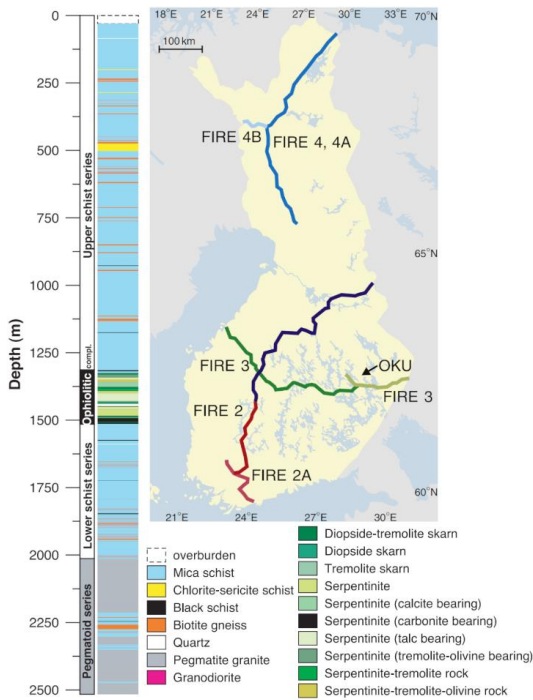 0
250
500
750
1000
1250
1500
1750
2000
2250
2500
Depth (m)
Upper schist series
Ophiolitic
compl.
Lower schist series
Pegmatoid series
18°E 21°E 24°E 27°E 30°E 33°E 70°N
100 km
FIRE 4B
FIRE 4, 4A
65°N
FIRE 3
OKU
FIRE 3
FIRE 2
FIRE 2A
60°N
21°E 24°E 27°E 30°E
overburden
Mica schist
Chlorite-sericite schist
Black schist
Biotite gneiss
Quartz
Pegmatite granite
Granodiorite
Diopside-tremolite skarn
Diopside skarn
Tremolite skarn
Serpentinite
Serpentinite (calcite bearing)
Serpentinite (carbonite bearing)
Serpentinite (talc bearing)
Serpentinite (tremolite-olivine bearing)
Serpentinite-tremolite rock
Serpentinite-tremolite-olivine rock